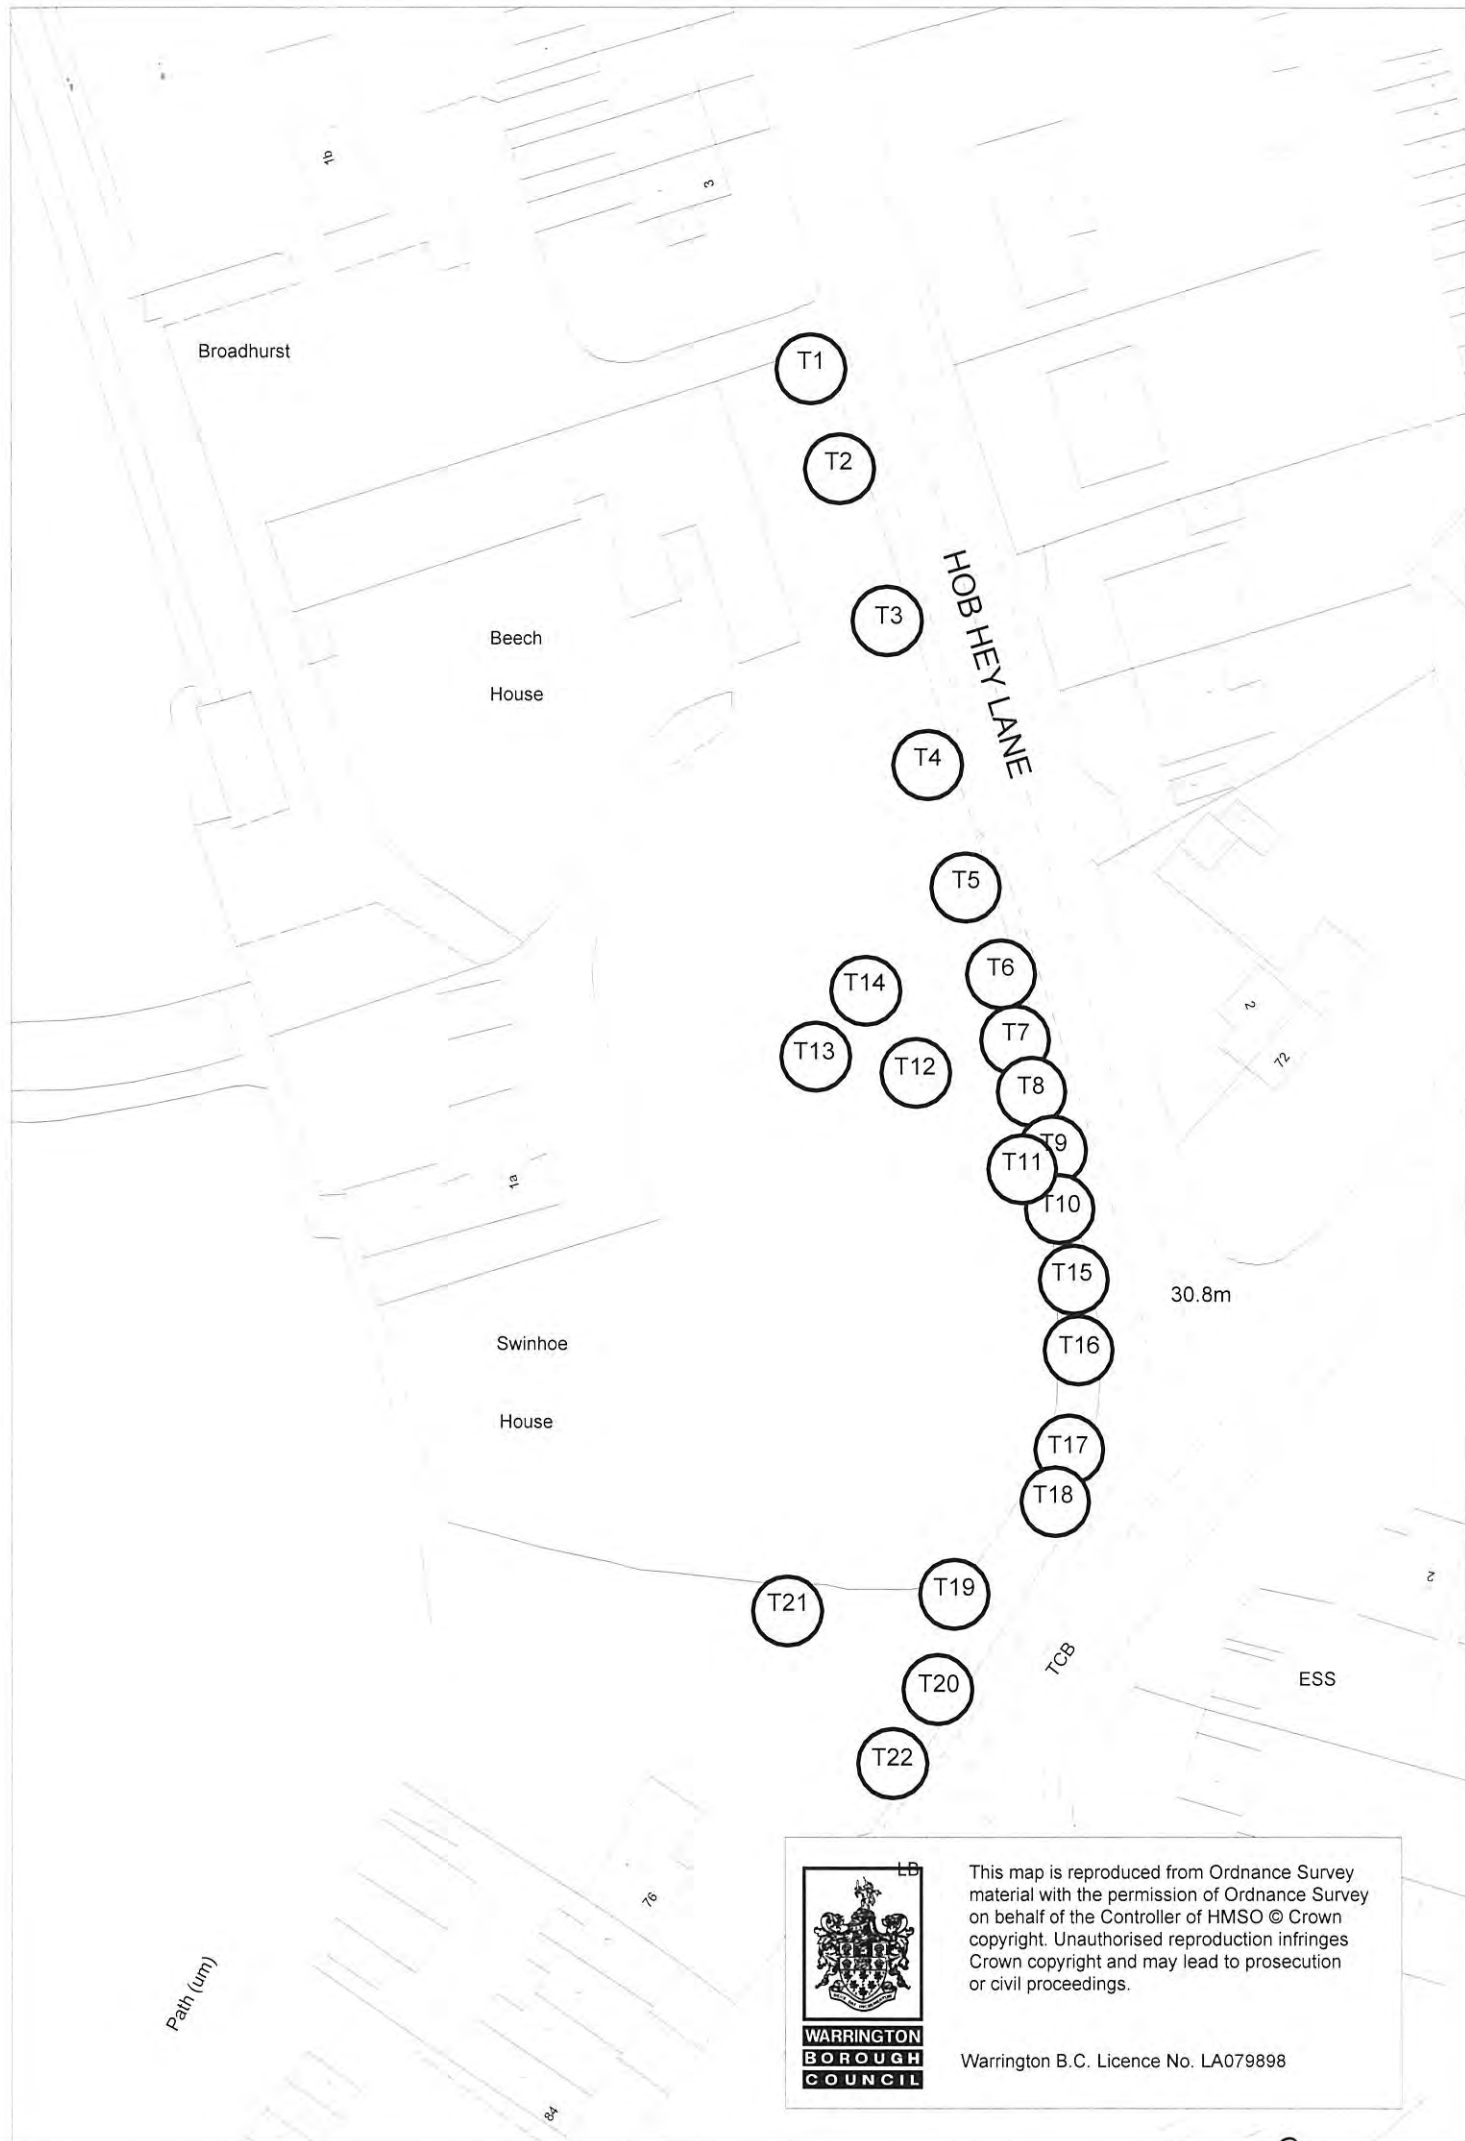 1b
3
Broadhurst
T1
T2
HOB HEY LANE
T3
Beech
House
T4
T5
T6
T14
2
T7
T13
T12
72
T8
T9
T11
1a
T10
T15
30.8m
Swinhoe
T16
House
T17
T18
2
T19
T21
TCB
ESS
T20
T22
LB
This map is reproduced from Ordnance Survey
material with the permission of Ordnance Survey
on behalf of the Controller of HMSO © Crown
copyright. Unauthorised reproduction infringes
Crown copyright and may lead to prosecution
or civil proceedings.
76
Path (um)
WARRINGTON
BOROUGH
COUNCIL
Warrington B.C. Licence No. LA079898
84